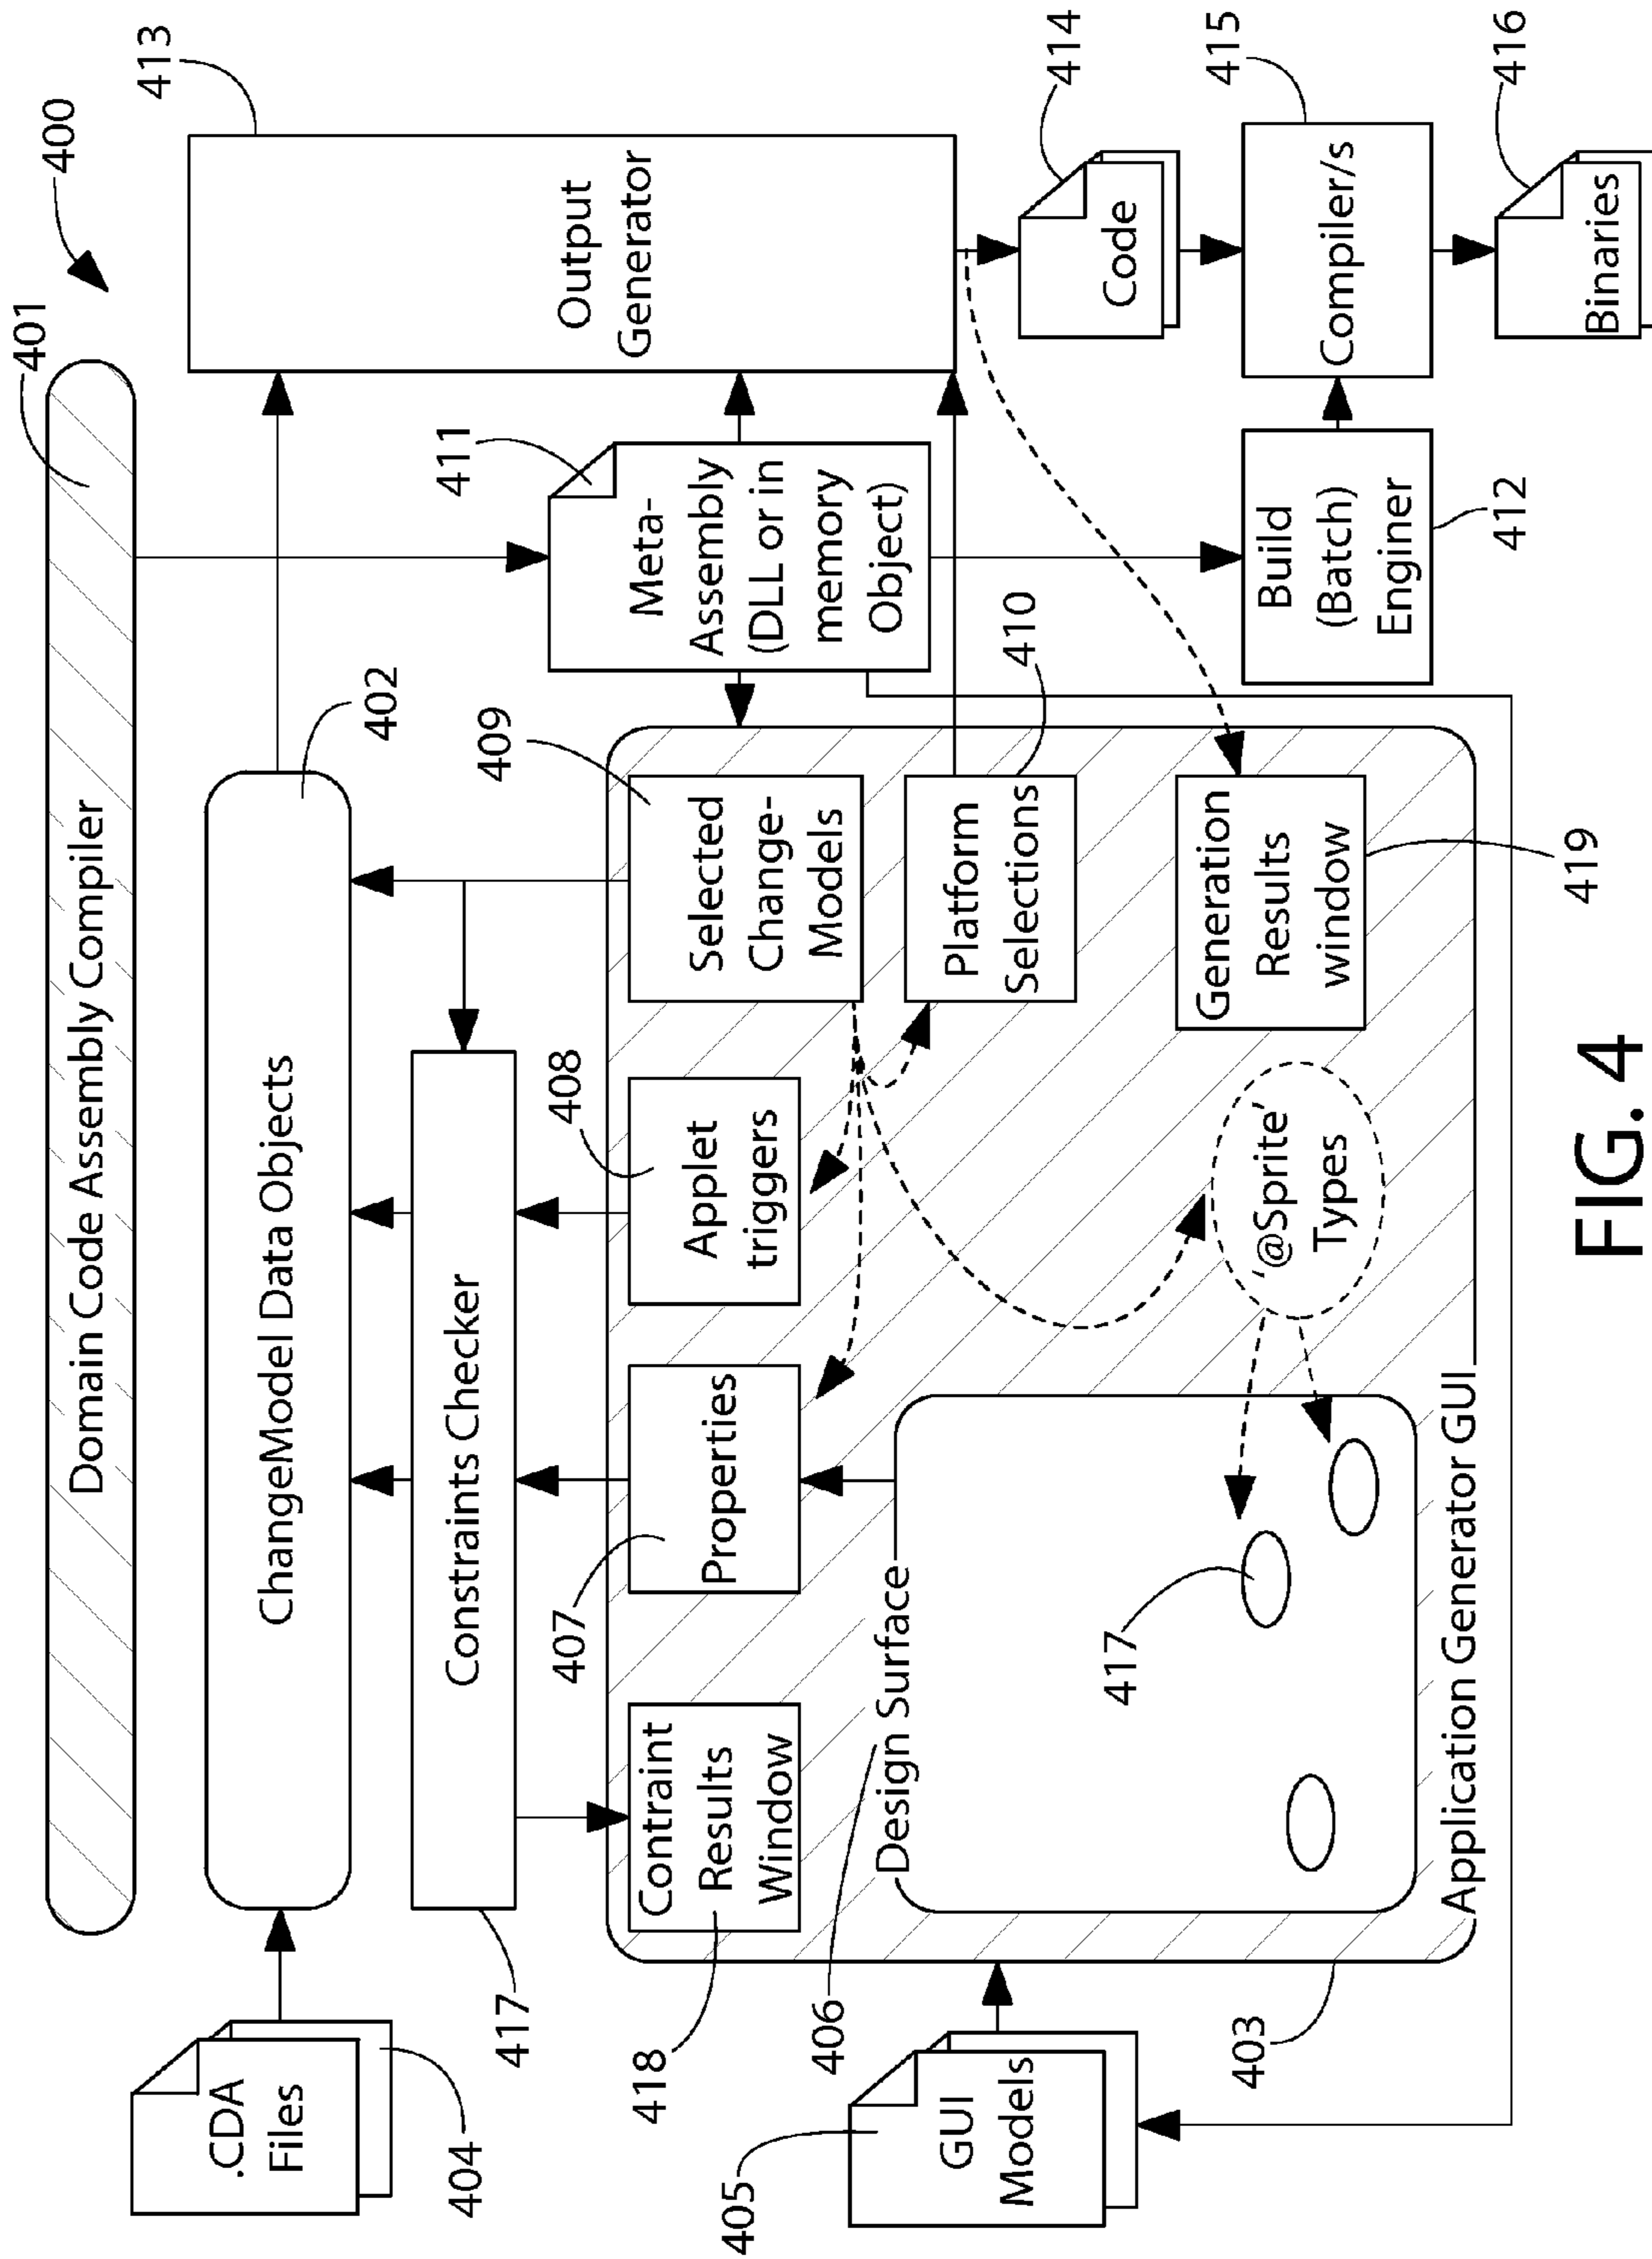 400
401
Domain Code Assembly Compiler
402
ChangeModel Data Objects
413
Output
Generator
.CDA
Files
404
417
Constraints Checker
411
Meta-
Assembly
(DLL or in
memory
Object)
418
Contraint
Results
Window
407
Properties
408
Applet
triggers
409
Selected
Change-
Models
410
Platform
Selections
414
Code
405
GUI
Models
406
Design Surface
417
'@Sprite'
Types
Generation
Results
window
419
Build
(Batch)
Enginer
412
415
Compiler/s
403
Application Generator GUI
416
Binaries
FIG. 4